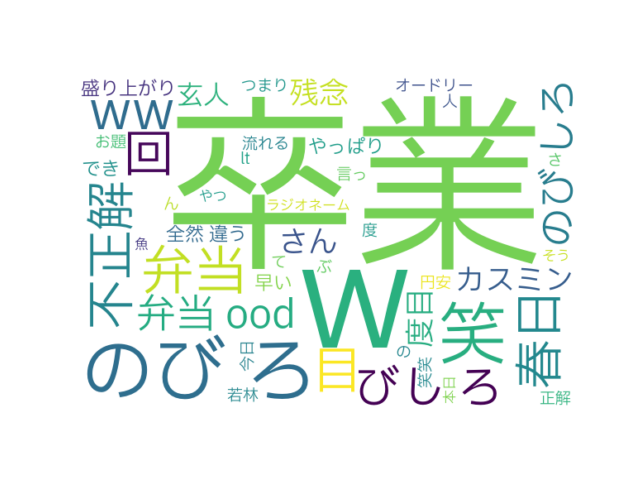 盛り上がり
つまり
オードリー
人
玄人
残念
WW
卒業
のびしろ
お題
回
流れる
lt
やっぱり
言っ
さ
でき
やっ
ん
ラジオネーム
不正解
魚
全然 違う
さん
度
そう
弁当
て
ぶ
早い
円安
カスミン
弁当
ood
W
度目
笑
春日
のびろ
今日
目
の
笑笑
びしろ
本日
若林
正解